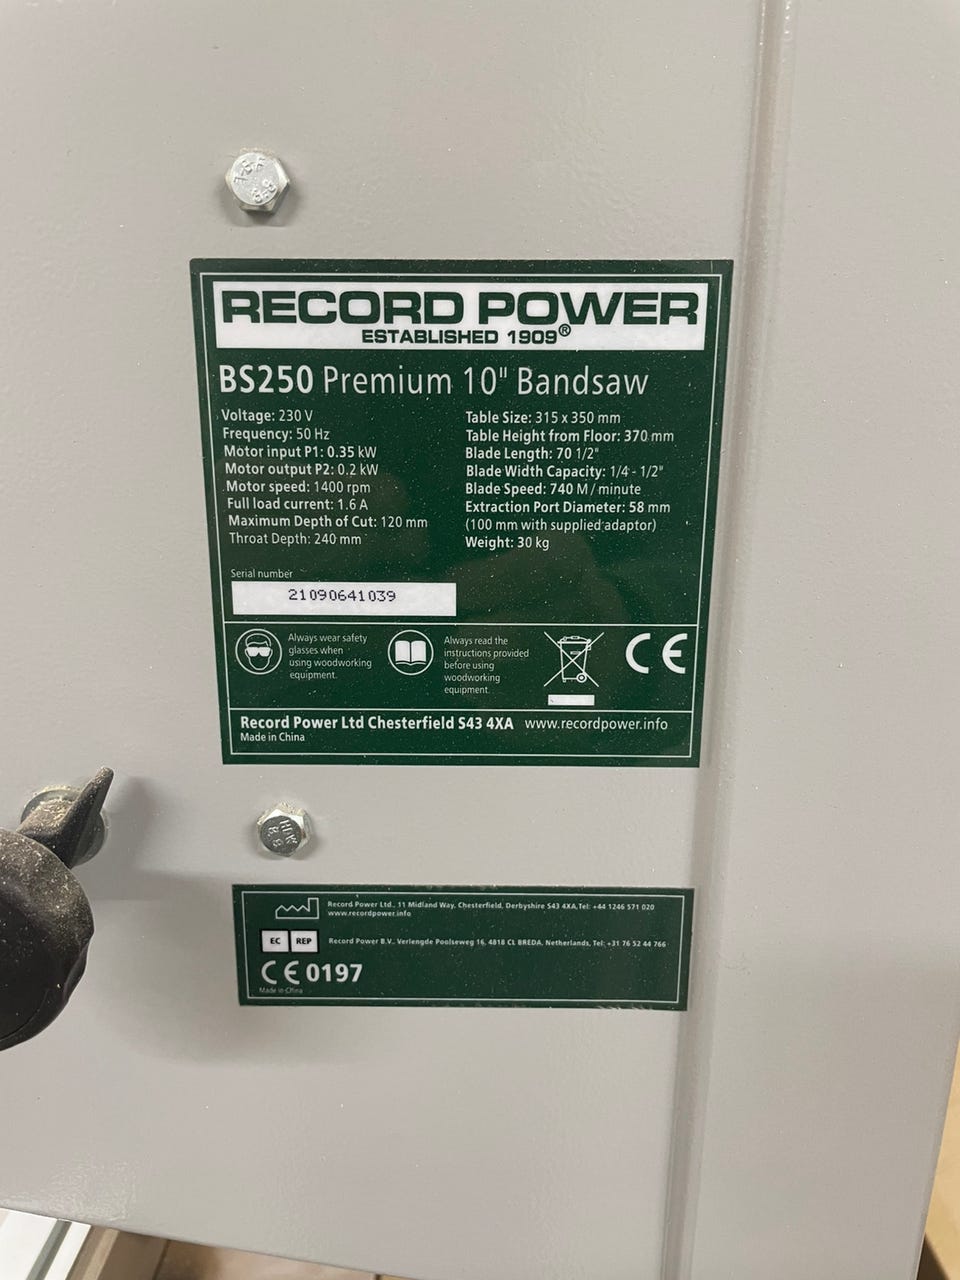 RECORD POWER
ESTABLISHED 1909®
BS250 Premium 10" Bandsaw
Voltage: 230 V
Frequency: 50 Hz
Motor input P1: 0.35 kW
Motor output P2: 0.2 kW
Motor speed: 1400 rpm
Full load current: 1.6 A
Maximum Depth of Cut: 120 mm
Throat Depth: 240 mm
Table Size: 315 x 350 mm
Table Height from Floor: 370 mm
Blade Length: 70 1/2"
Blade Width Capacity: 1/4 - 1/2"
Blade Speed: 740 M / minute
Extraction Port Diameter: 58 mm
(100 mm with supplied adaptor)
Weight: 30 kg
Serial number
21090641039
Always wear safety
glasses when
using woodworking
equipment.
Always read the
instructions provided
before using
woodworking
equipment.
CE
Record Power Ltd Chesterfield S43 4XA www.recordpower.info
Made in China
8.8
Record Power Ltd., 11 Midland Way, Chesterfield, Derbyshire S43 4XA, Tel: +44 1246 571 020
www.recordpower.info
EC REP
Record Power B.V. Verlengde Poolseweg 16, 4818 CL BREDA, Netherlands, Tel: +31 76 52 44 766
CE 0197
Made in China